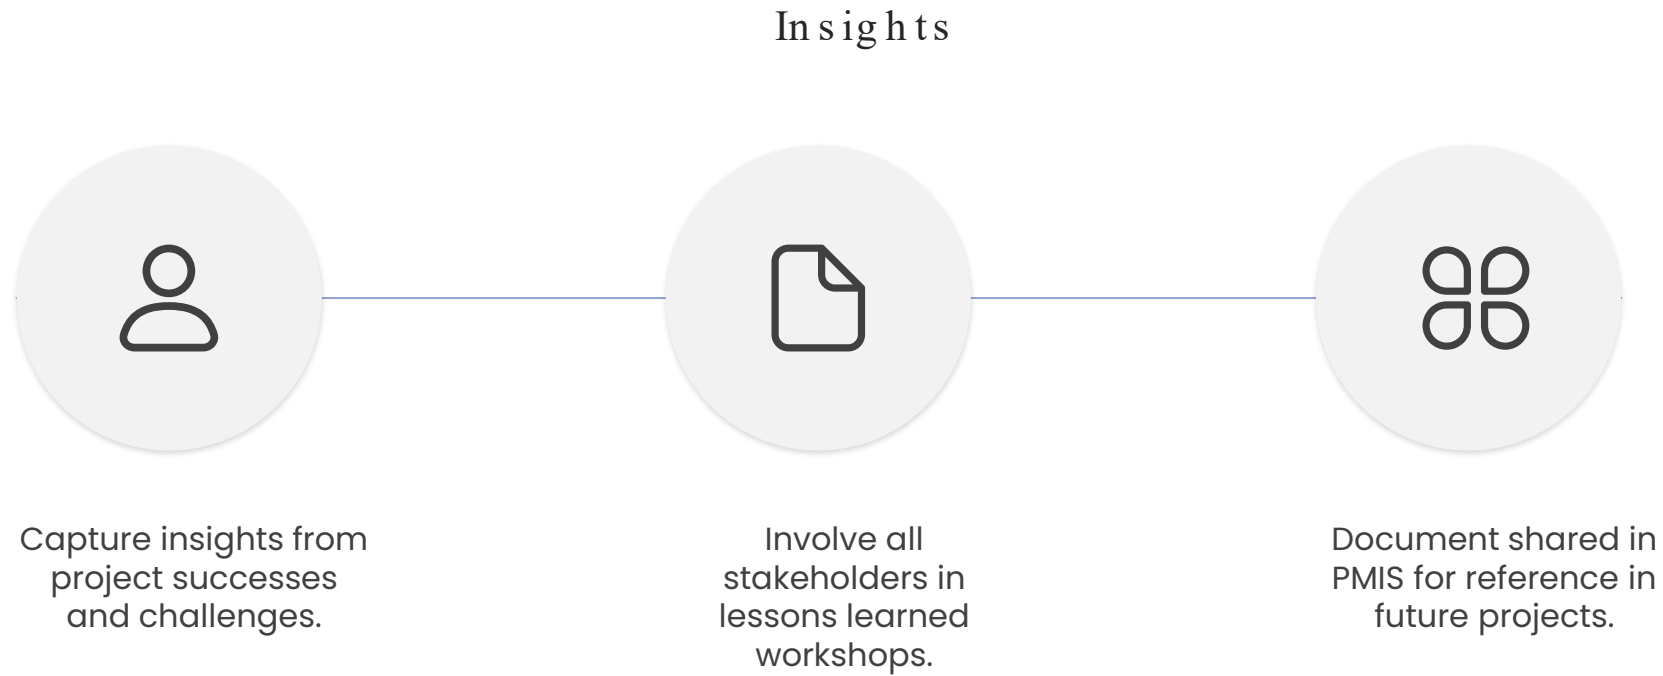 Insights
Capture insights from
project successes
and challenges.
Involve all
stakeholders in
lessons learned
workshops.
Document shared in
PMIS for reference in
future projects.